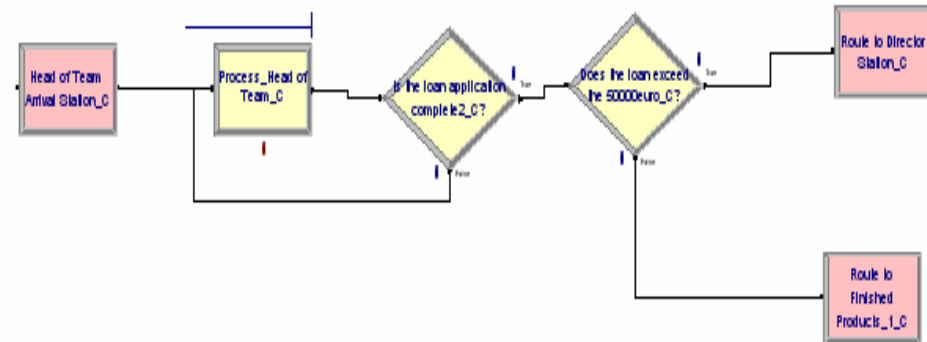 Head of Team
Arrival Station_C
Process_Head of
Team_C
Is the loan application
complete2_C?
True
False
Does the loan exceed
the 50000euro_C?
True
False
Route to Director
Station_C
Route to
Finished
Products_1_C